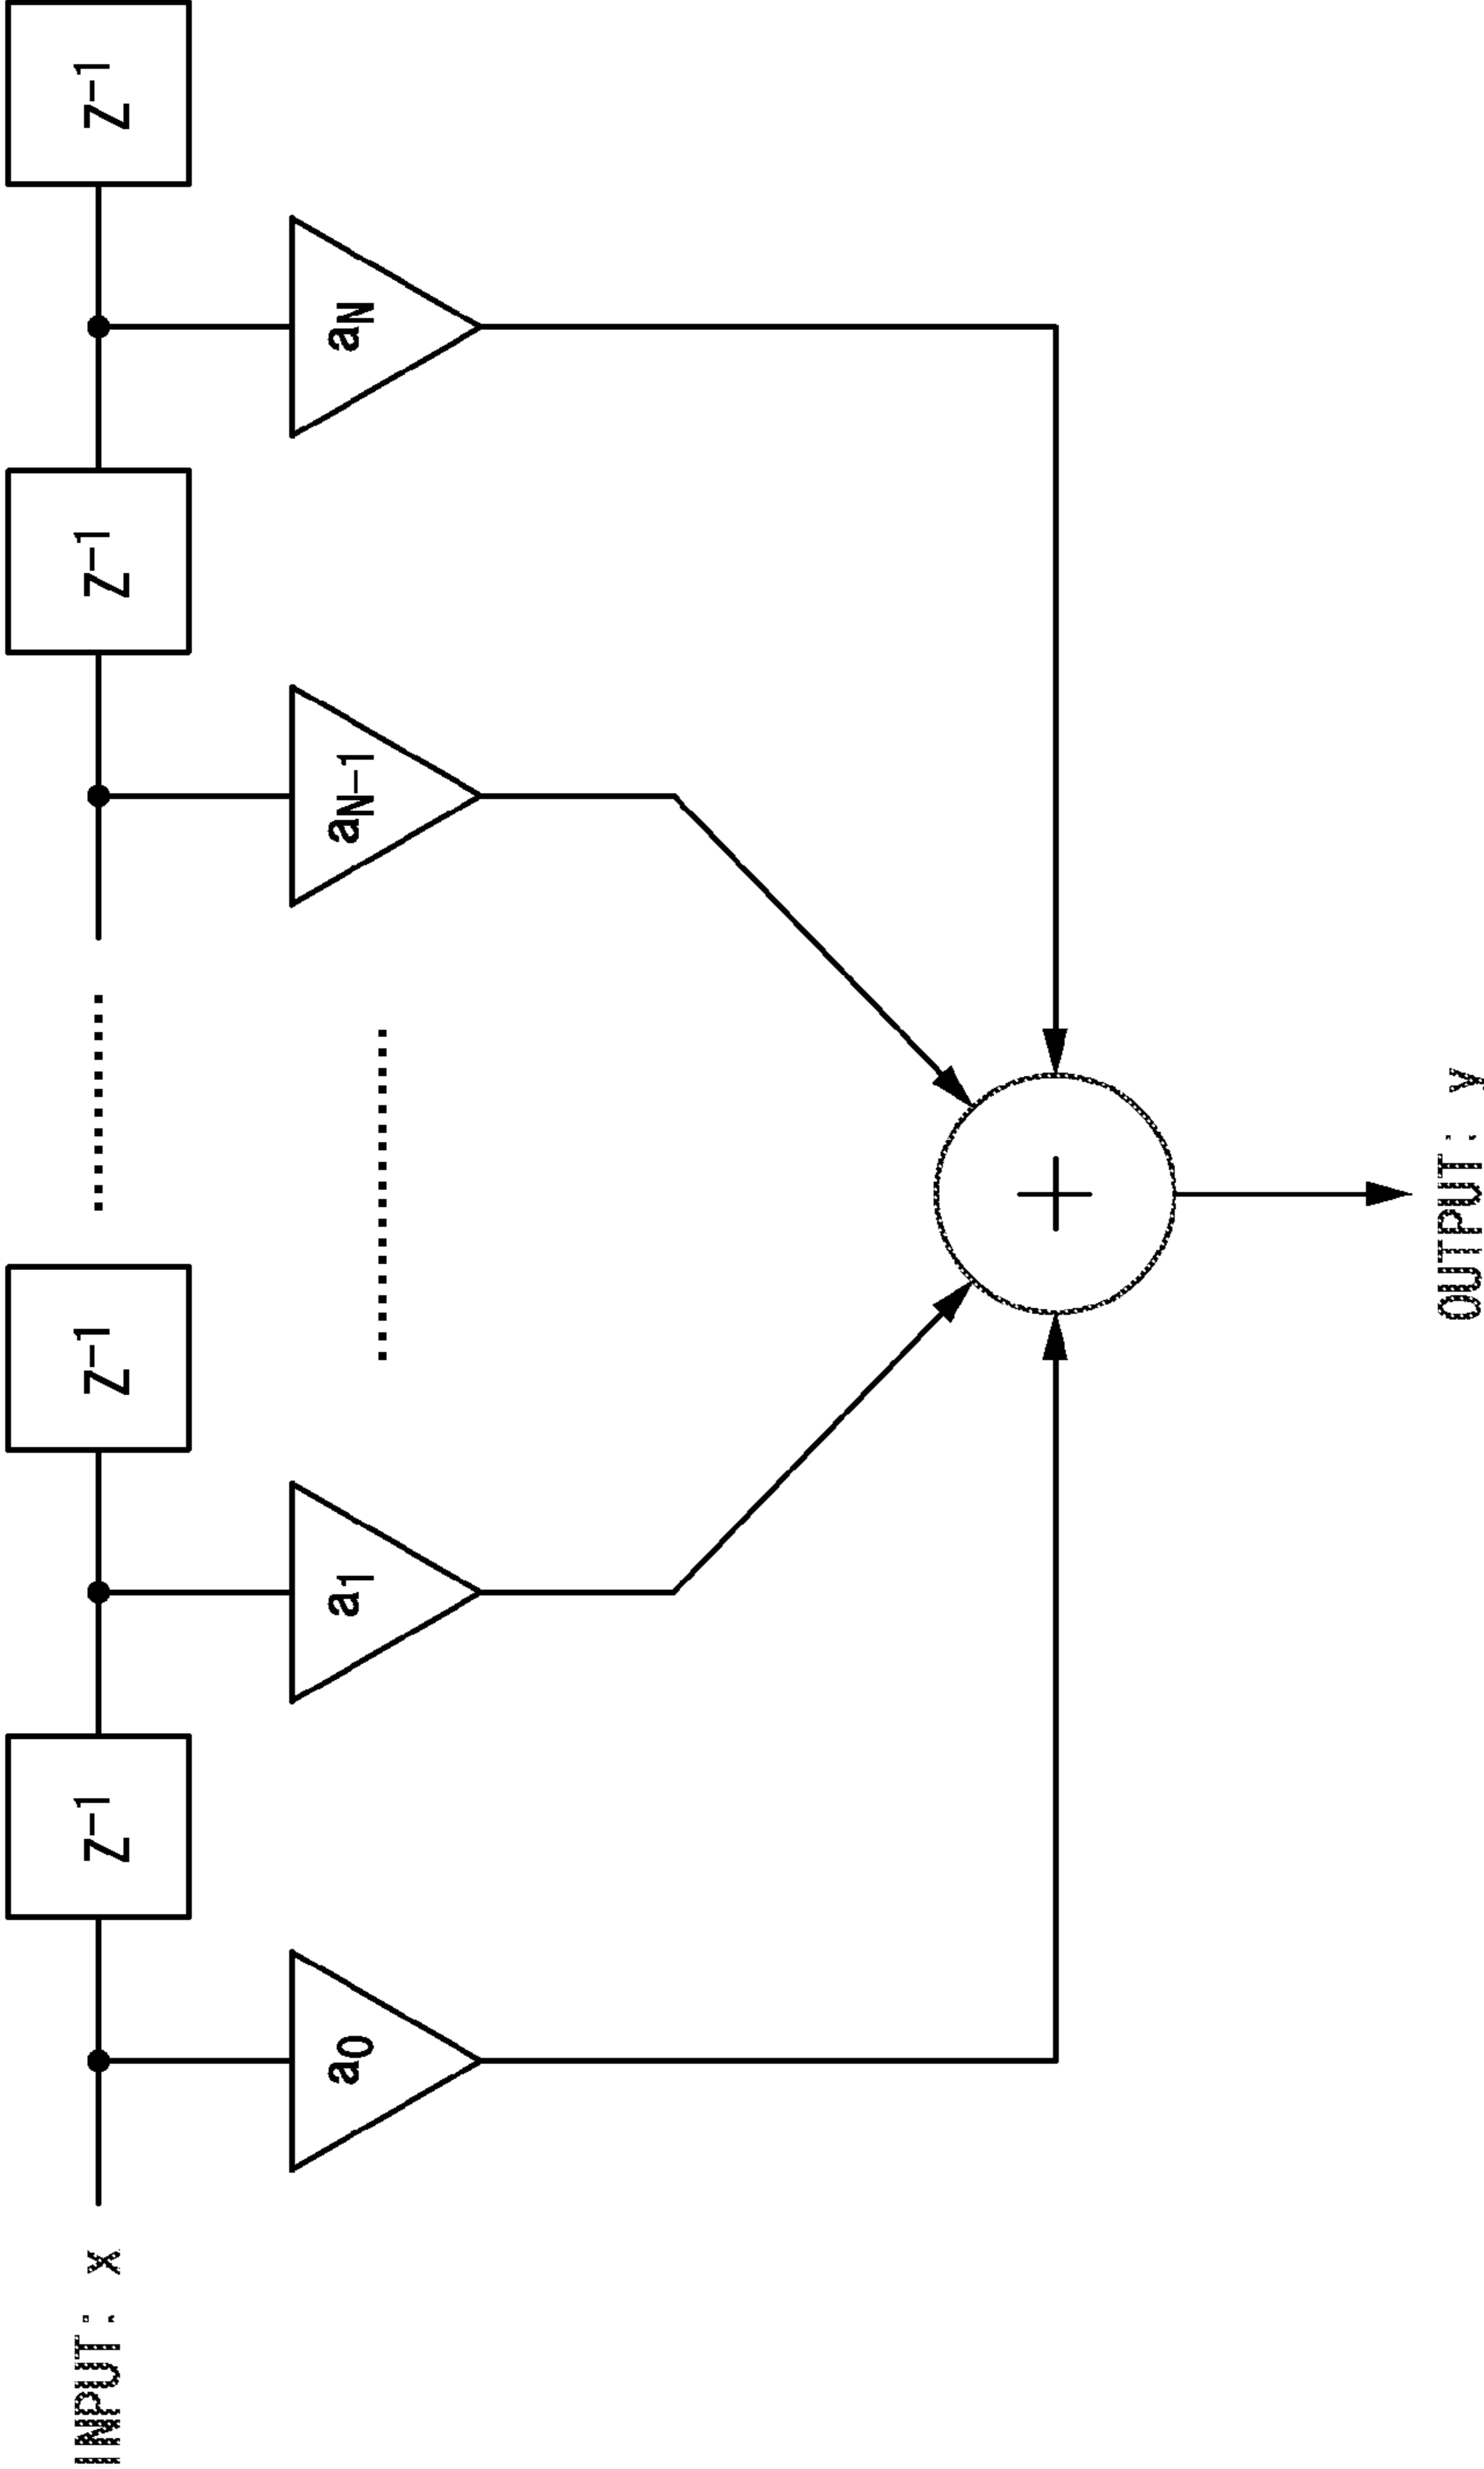 INPUT: x
Z⁻¹
Z⁻¹
Z⁻¹
Z⁻¹
a₀
a₁
aN-1
aN
+
OUTPUT: y